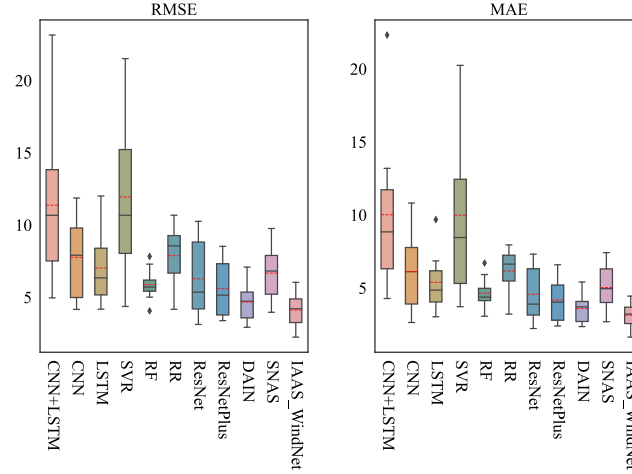 RMSE
20
15
10
5
CNN+LSTM
CNN
LSTM
SVR
RF
RR
ResNet
ResNetPlus
DAIN
SNAS
IAAS_WindNet
MAE
20
15
10
5
CNN+LSTM
CNN
LSTM
SVR
RF
RR
ResNet
ResNetPlus
DAIN
SNAS
IAAS_WindNet